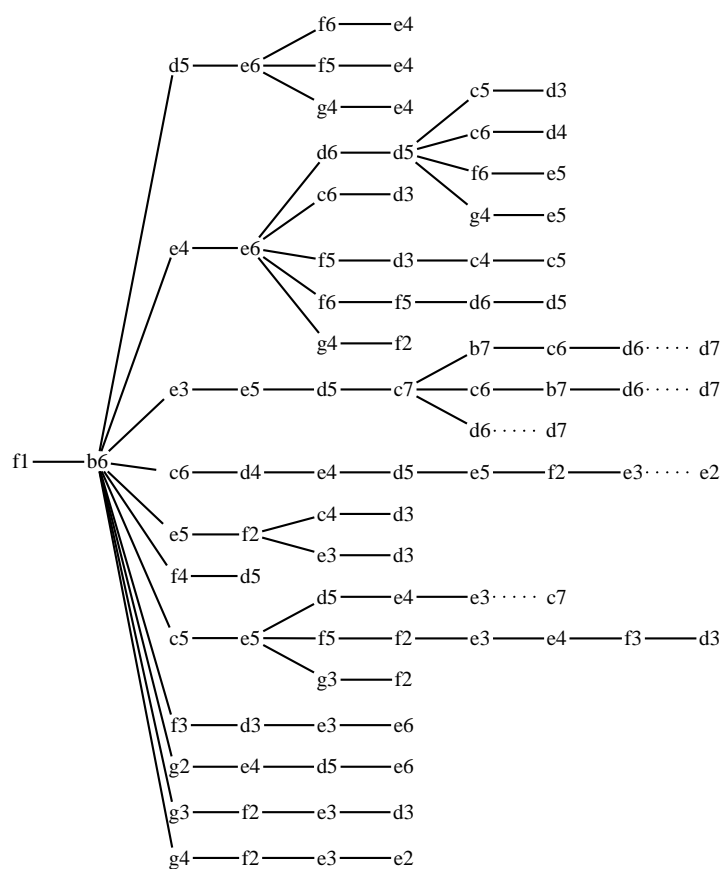 f6 e4
d5 e6 f5 e4
g4 e4
c5 d3
c6 d4
d6 d5
f6 e5
c6 d3
g4 e5
e4 e6
f5 d3 c4 c5
f6 f5 d6 d5
g4 f2
b7 c6 d6 ..... d7
e3 e5 d5 c7 c6 b7 d6 ..... d7
d6 ..... d7
f1 b6
c6 d4 e4 d5 e5 f2 e3 ..... e2
c4 d3
e5 f2
e3 d3
f4 d5
d5 e4 e3 ..... c7
c5 e5 f5 f2 e3 e4 f3 d3
g3 f2
f3 d3 e3 e6
g2 e4 d5 e6
g3 f2 e3 d3
g4 f2 e3 e2